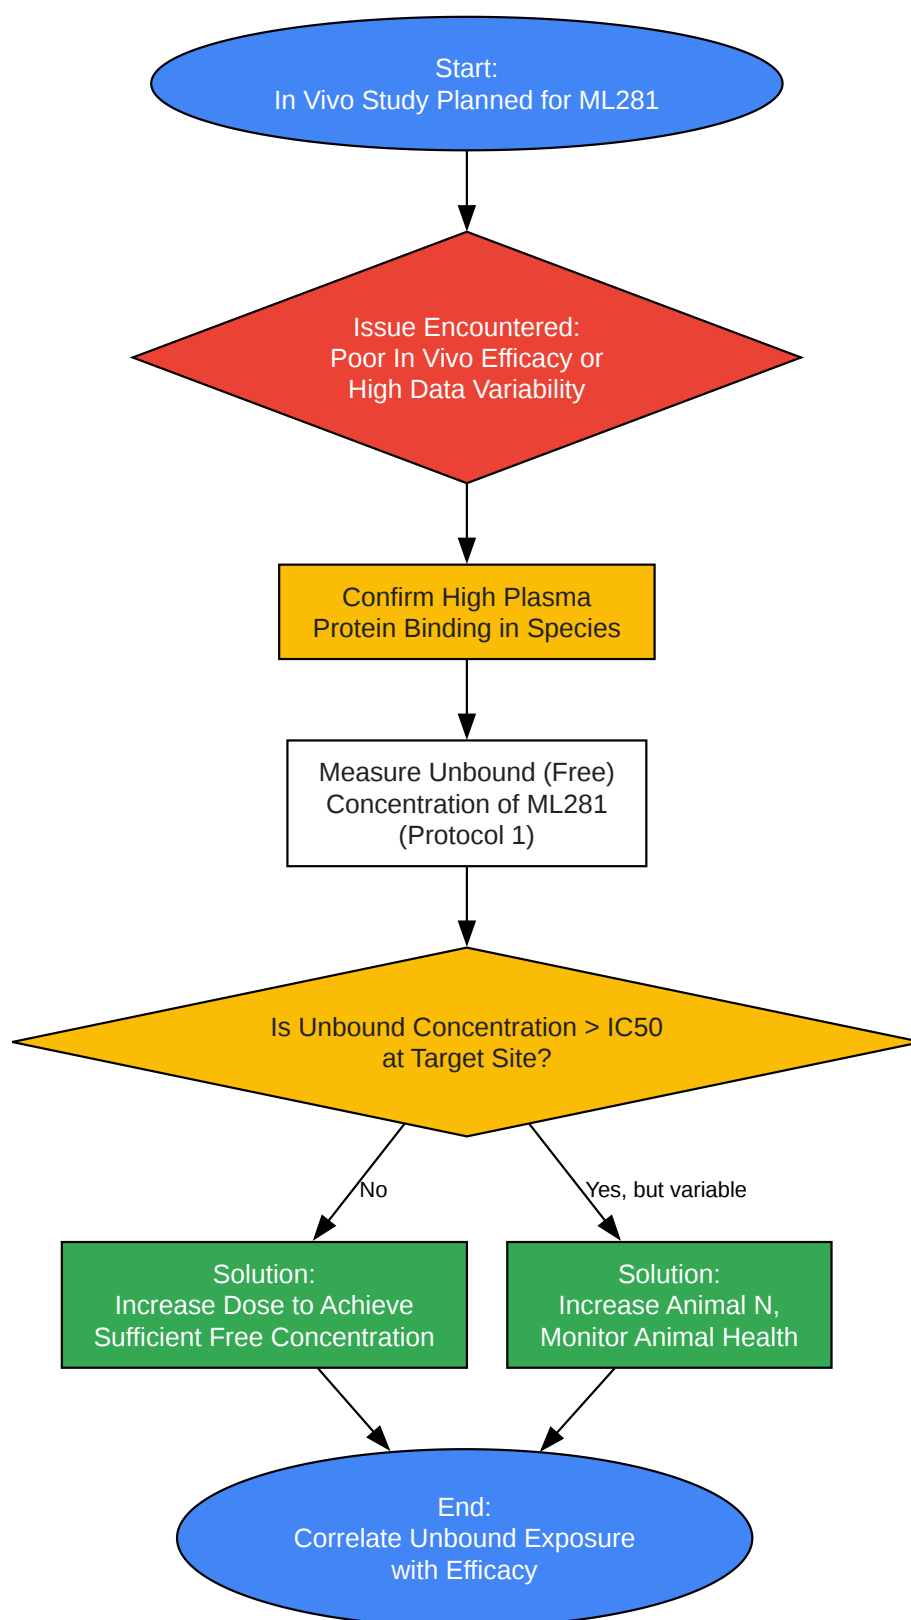 Start:
In Vivo Study Planned for ML281
Issue Encountered:
Poor In Vivo Efficacy or
High Data Variability
Confirm High Plasma
Protein Binding in Species
Measure Unbound (Free)
Concentration of ML281
(Protocol 1)
Is Unbound Concentration > IC50
at Target Site?
No
Yes, but variable
Solution:
Increase Dose to Achieve
Sufficient Free Concentration
Solution:
Increase Animal N,
Monitor Animal Health
End:
Correlate Unbound Exposure
with Efficacy